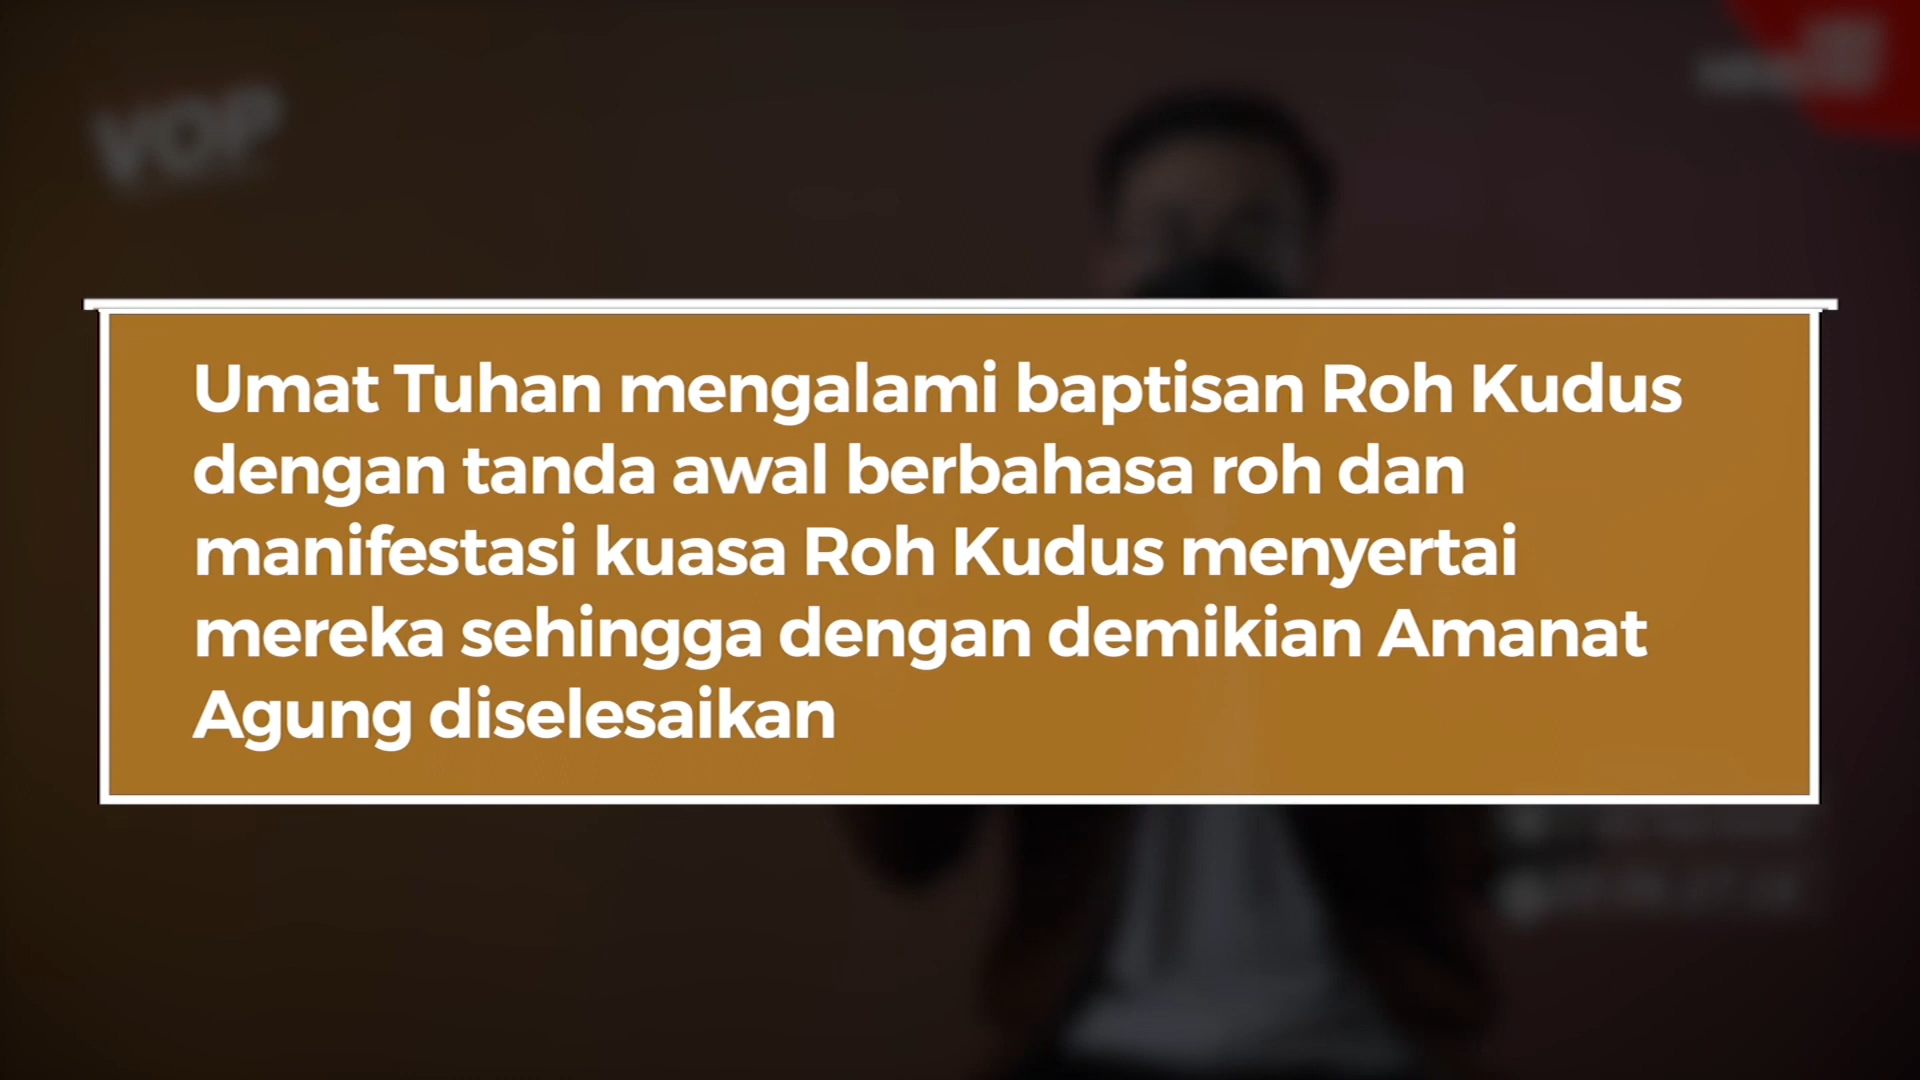 VOP
Umat Tuhan mengalami baptisan Roh Kudus
dengan tanda awal berbahasa roh dan
manifestasi kuasa Roh Kudus menyertai
mereka sehingga dengan demikian Amanat
Agung diselesaikan